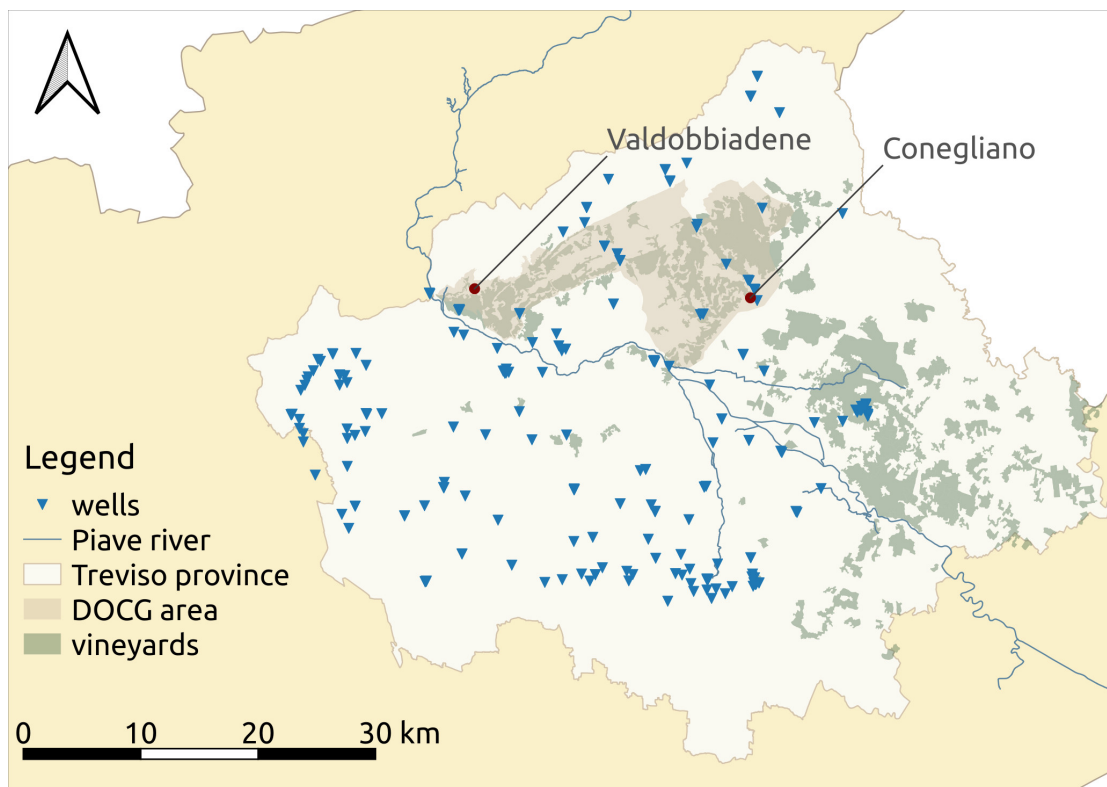 Valdobbiadene
Conegliano
Legend
wells
Piave river
Treviso province
DOCG area
vineyards
0 10 20 30 km